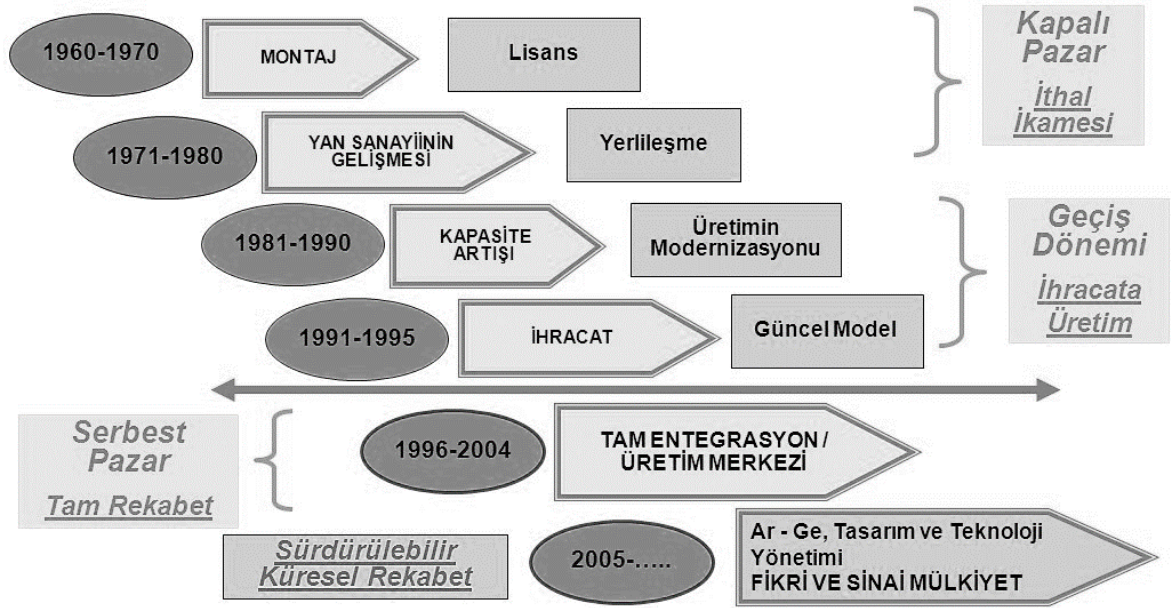 1960-1970
MONTAJ
Lisans
Kapalı
Pazar
İthal
İkamesi
1971-1980
YAN SANAYİİNİN
GELİŞMESİ
Yerlileşme
1981-1990
KAPASİTE
ARTIŞI
Üretimin
Modernizasyonu
Geçiş
Dönemi
İhracata
Üretim
1991-1995
İHRACAT
Güncel Model
Serbest
Pazar
Tam Rekabet
1996-2004
TAM ENTEGRASYON /
ÜRETİM MERKEZİ
Sürdürülebilir
Küresel Rekabet
2005-.....
Ar - Ge, Tasarım ve Teknoloji
Yönetimi
FİKRİ VE SINAİ MÜLKİYET